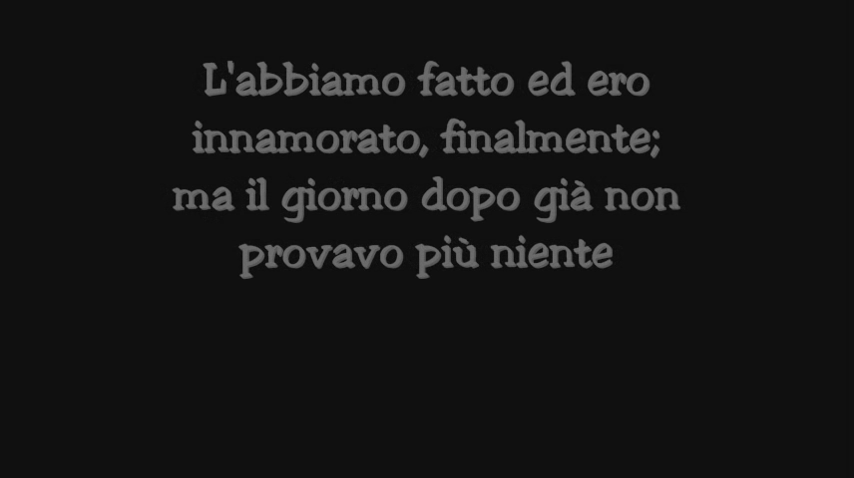 L'abbiamo fatto ed ero
innamorato, finalmente;
ma il giorno dopo già non
provavo più niente